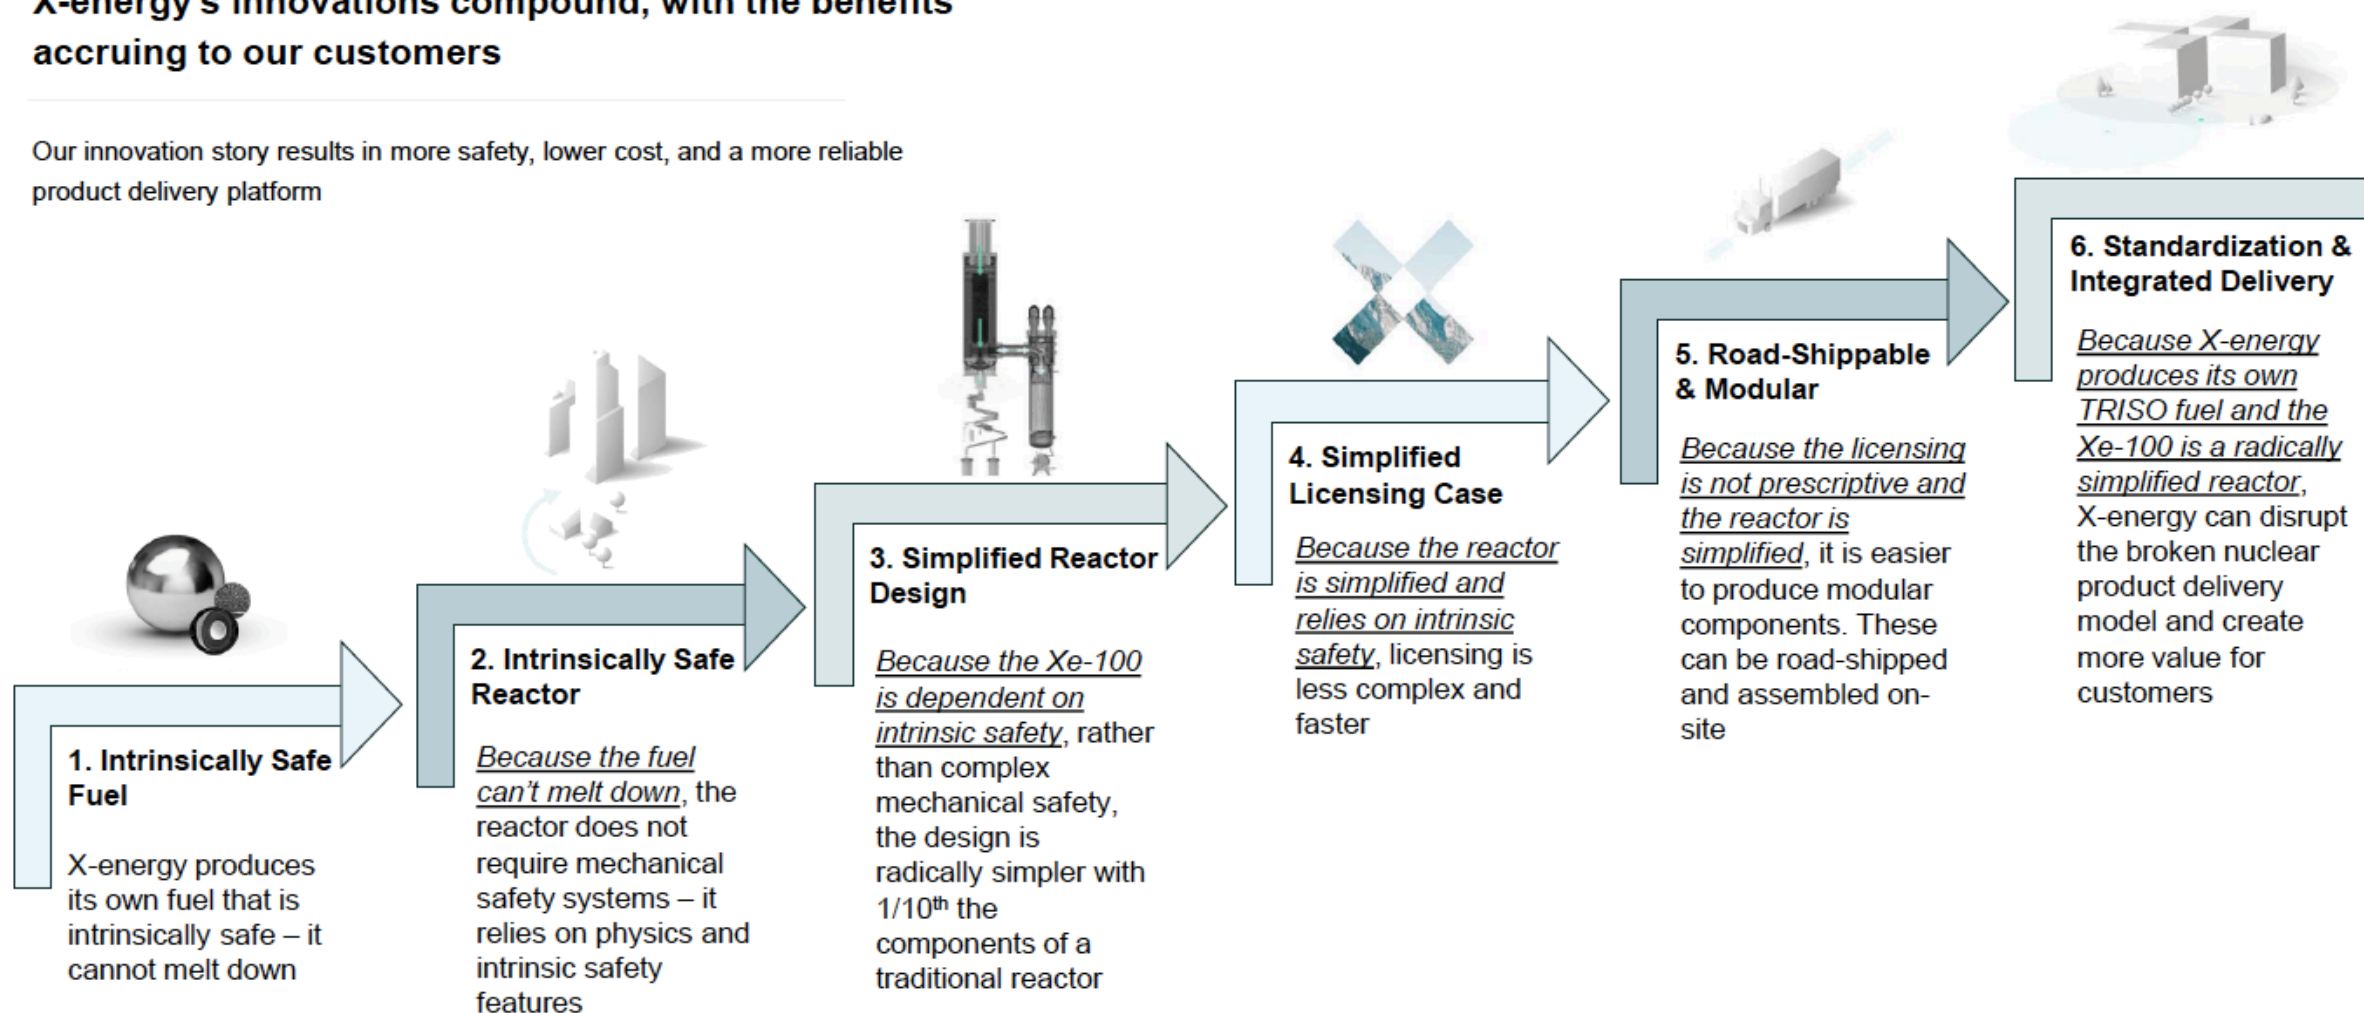 X-energy's innovations compound, with the benefits
accruing to our customers
Our innovation story results in more safety, lower cost, and a more reliable
product delivery platform
1. Intrinsically Safe
Fuel
X-energy produces
its own fuel that is
intrinsically safe – it
cannot melt down
2. Intrinsically Safe
Reactor
Because the fuel
can't melt down, the
reactor does not
require mechanical
safety systems – it
relies on physics and
intrinsic safety
features
3. Simplified Reactor
Design
Because the Xe-100
is dependent on
intrinsic safety, rather
than complex
mechanical safety,
the design is
radically simpler with
1/10th the
components of a
traditional reactor
4. Simplified
Licensing Case
Because the reactor
is simplified and
relies on intrinsic
safety, licensing is
less complex and
faster
5. Road-Shippable
& Modular
Because the licensing
is not prescriptive and
the reactor is
simplified, it is easier
to produce modular
components. These
can be road-shipped
and assembled on-
site
6. Standardization &
Integrated Delivery
Because X-energy
produces its own
TRISO fuel and the
Xe-100 is a radically
simplified reactor,
X-energy can disrupt
the broken nuclear
product delivery
model and create
more value for
customers